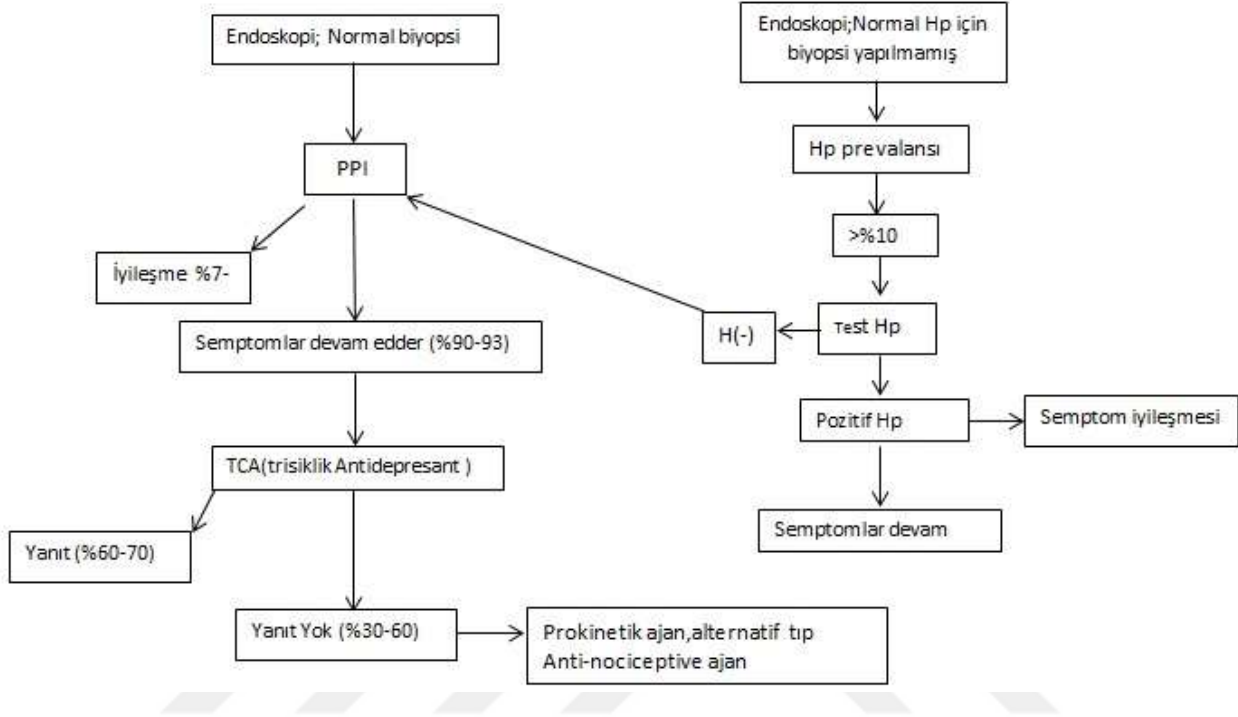 Endoskopi; Normal biyopsi
PPI
İyileşme %7-
Semptomlar devam edder (%90-93)
TCA(trisiklik Antidepresant )
Yanıt (%60-70)
Yanıt Yok (%30-60)
Prokinetik ajan,alternatif tıp
Anti-nociceptive ajan
Endoskopi;Normal Hp için
biyopsi yapılmamış
Hp prevalansı
>%10
Test Hp
H(-)
Pozitif Hp
Semptom iyileşmesi
Semptomlar devam